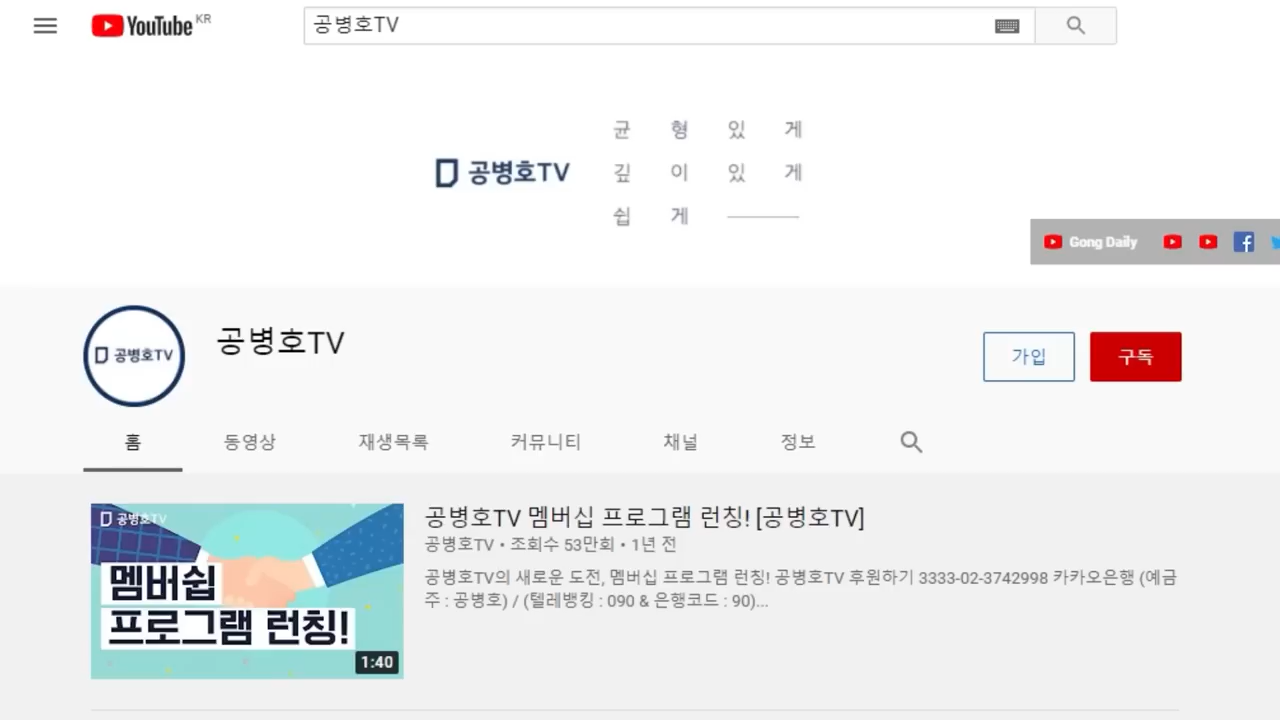 YouTube KR
공병호TV
균 형 있 게
공병호TV
깊 이 있 게
쉽 게
Gong Daily
공병호TV
공병호TV
가입
구독
홈
동영상
재생목록
커뮤니티
채널
정보
공병호TV
멤버쉽
프로그램 런칭!
1:40
공병호TV 멤버십 프로그램 런칭! [공병호TV]
공병호TV • 조회수 53만회 • 1년 전
공병호TV의 새로운 도전, 멤버십 프로그램 런칭! 공병호TV 후원하기 3333-02-3742998 카카오은행 (예금
주 : 공병호) / (텔레뱅킹 : 090 & 은행코드 : 90)...